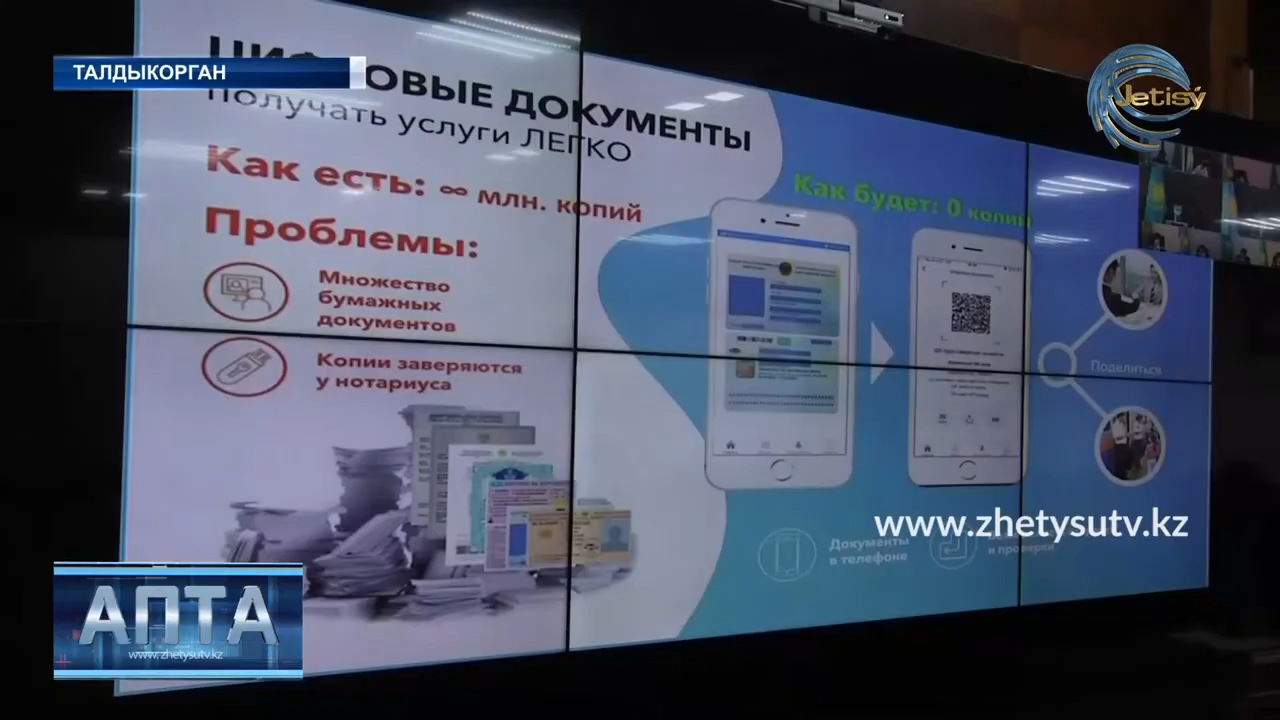 ТАЛДЫКОРГАН
Jetisý
ЦИФРОВЫЕ ДОКУМЕНТЫ
получать услуги ЛЕГКО
Как есть: ∞ млн. копий
Проблемы:
Множество
бумажных
документов
Копии заверяются
у нотариуса
Как будет: 0 копий
Поделиться
www.zhetysutv.kz
Документы
в телефоне
и проверки
АПТА
www.zhetysutv.kz